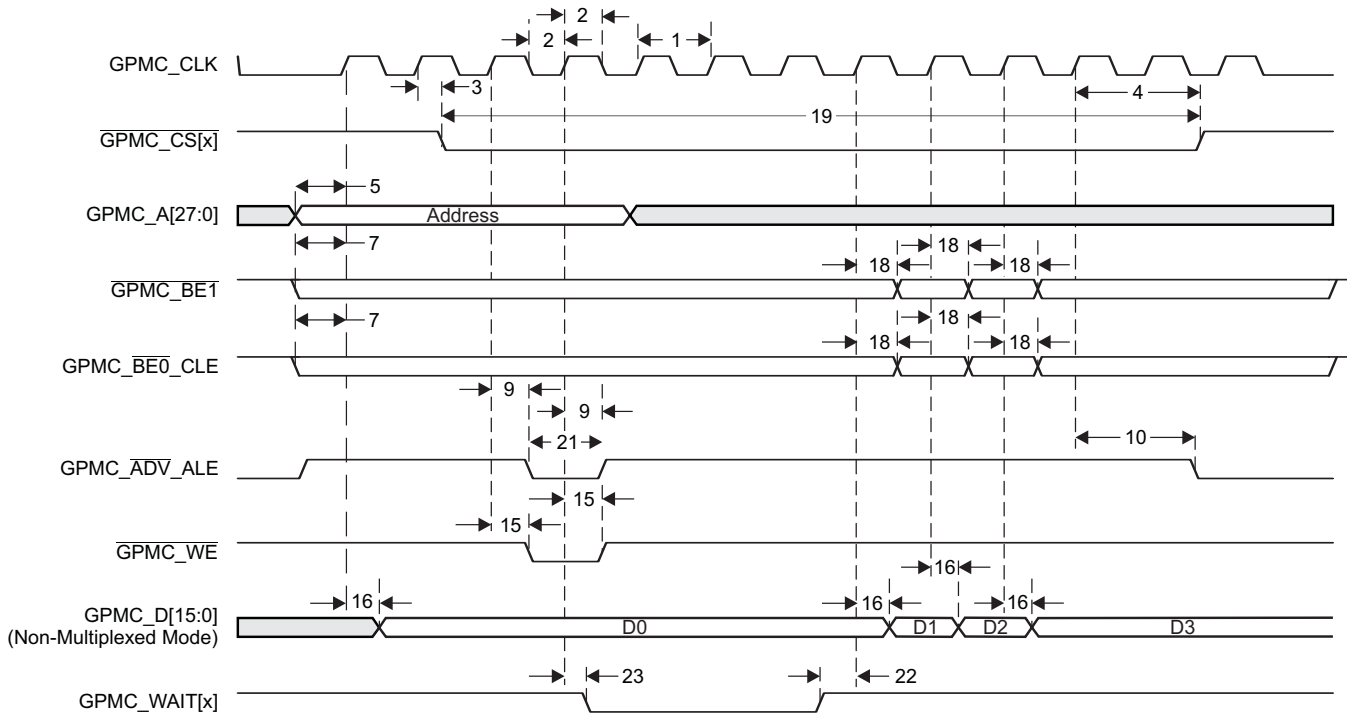 2
2
1
GPMC_CLK
3
4
19
GPMC_CS[x]
5
GPMC_A[27:0]
Address
7
18
18
18
GPMC_BE1
7
18
18
18
GPMC_BE0_CLE
9
9
21
10
GPMC_ADV_ALE
15
15
GPMC_WE
16
16
16
16
GPMC_D[15:0]
(Non-Multiplexed Mode)
D0
D1
D2
D3
23
22
GPMC_WAIT[x]